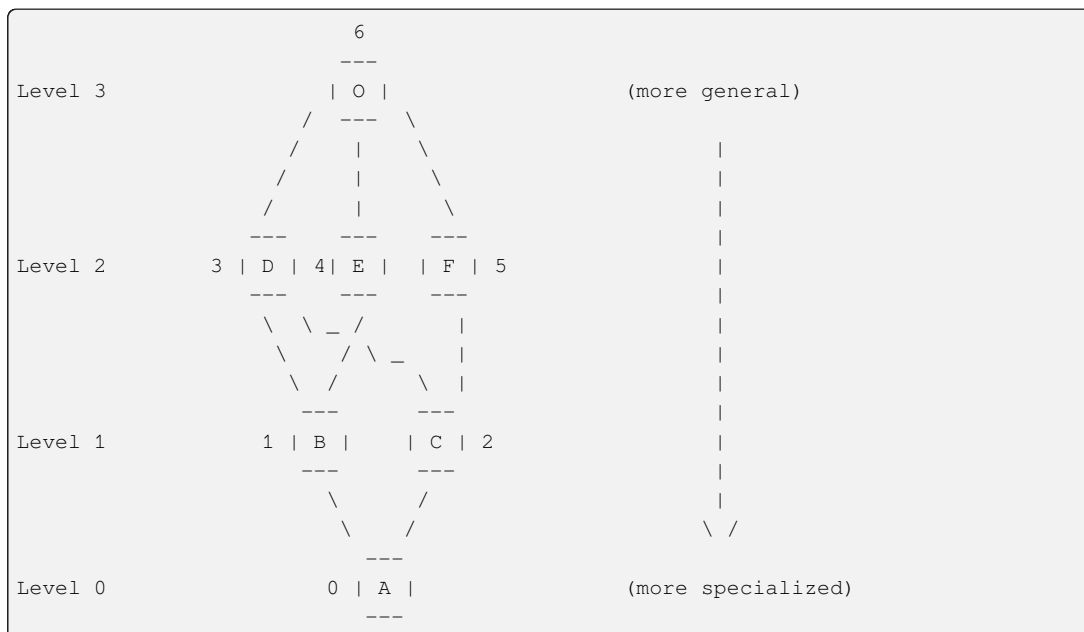 6
                         ---
Level 3                 | O |                  (more general)
                      /  ---  \
                     /    |    \                      |
                    /     |     \                     |
                   /      |      \                    |
                  ---    ---    ---                   |
Level 2        3 | D | 4| E |  | F | 5                |
                  ---    ---    ---                   |
                   \  \ _ /       |                   |
                    \    / \ _    |                   |
                     \  /      \  |                   |
                      ---      ---                    |
Level 1            1 | B |    | C | 2                 |
                      ---      ---                    |
                        \      /                      |
                         \    /                      \ /
                           ---
Level 0                 0 | A |                (more specialized)
                           ---